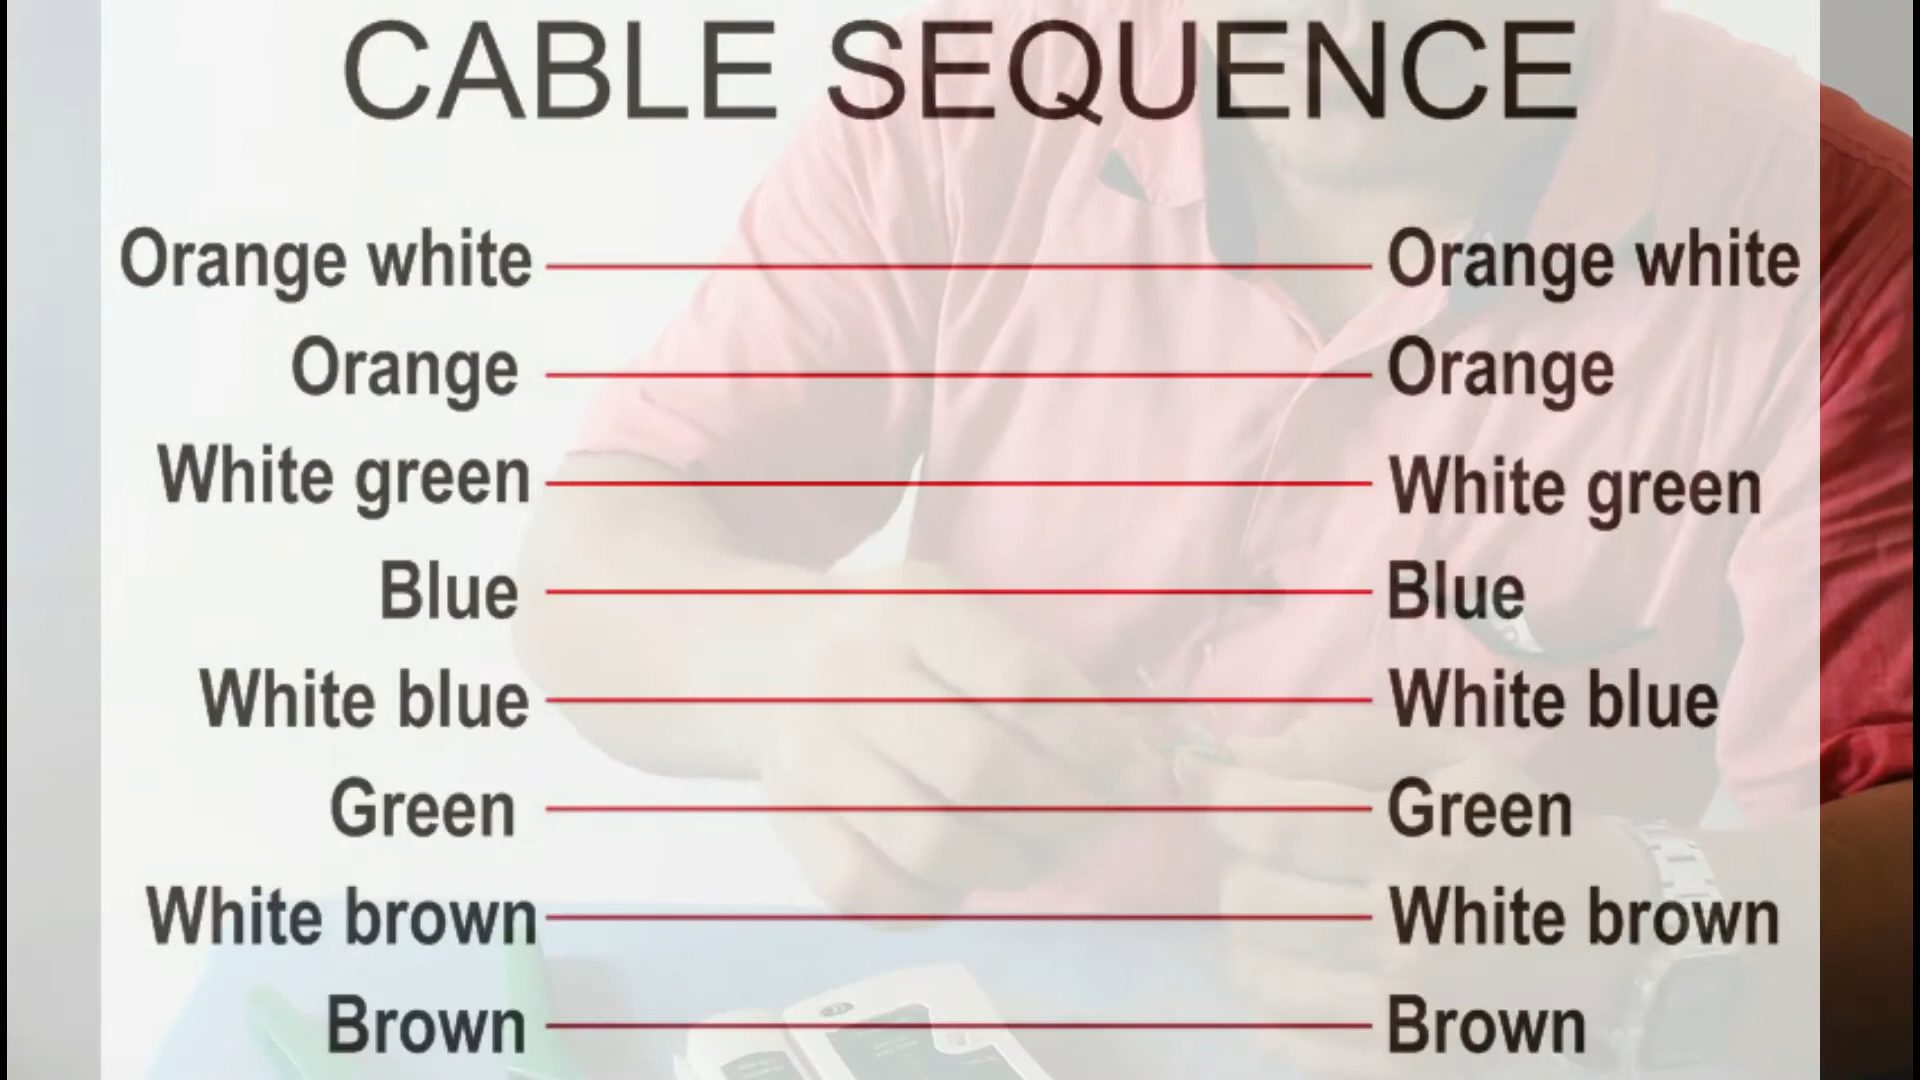 CABLE SEQUENCE
Orange white Orange white
Orange Orange
White green White green
Blue Blue
White blue White blue
Green Green
White brown White brown
Brown Brown